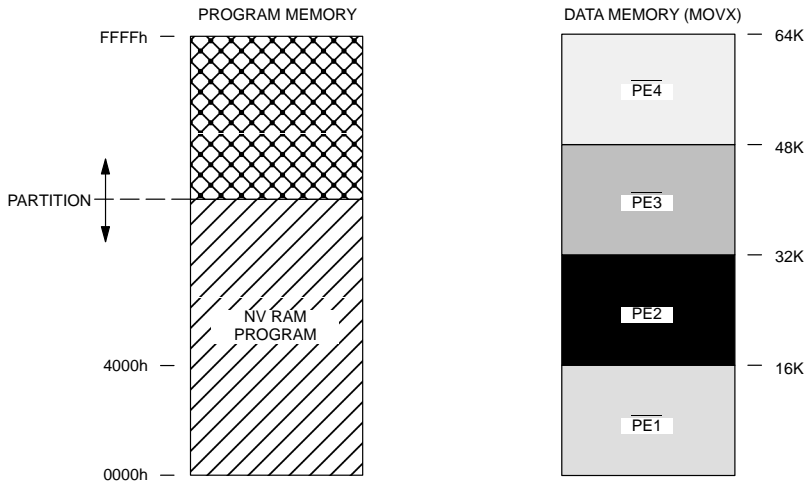 PROGRAM MEMORY
FFFFh
PARTITION
NV RAM
PROGRAM
4000h
0000h
DATA MEMORY (MOVX)
64K
PE4
48K
PE3
32K
PE2
16K
PE1